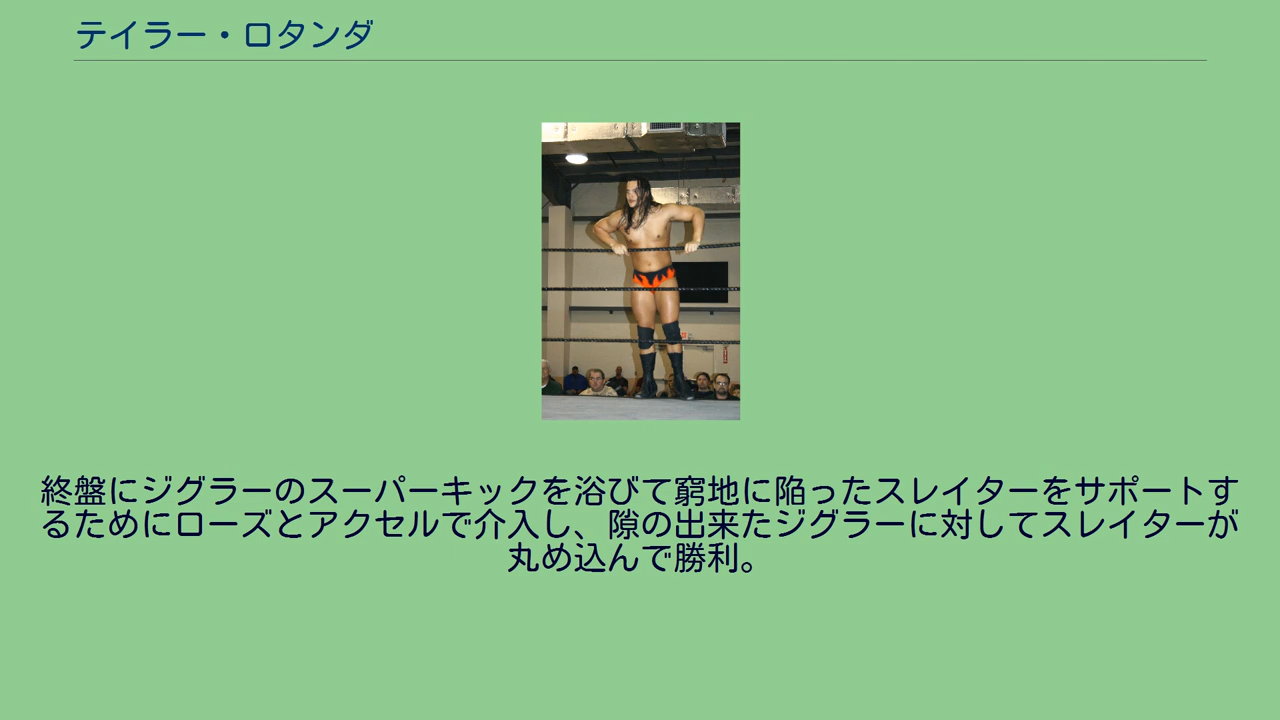 テイラー・ロタンダ
終盤にジグラーのスーパーキックを浴びて窮地に陥ったスレイターをサポートす
るためにローズとアクセルで介入し、隙の出来たジグラーに対してスレイターが
丸め込んで勝利。